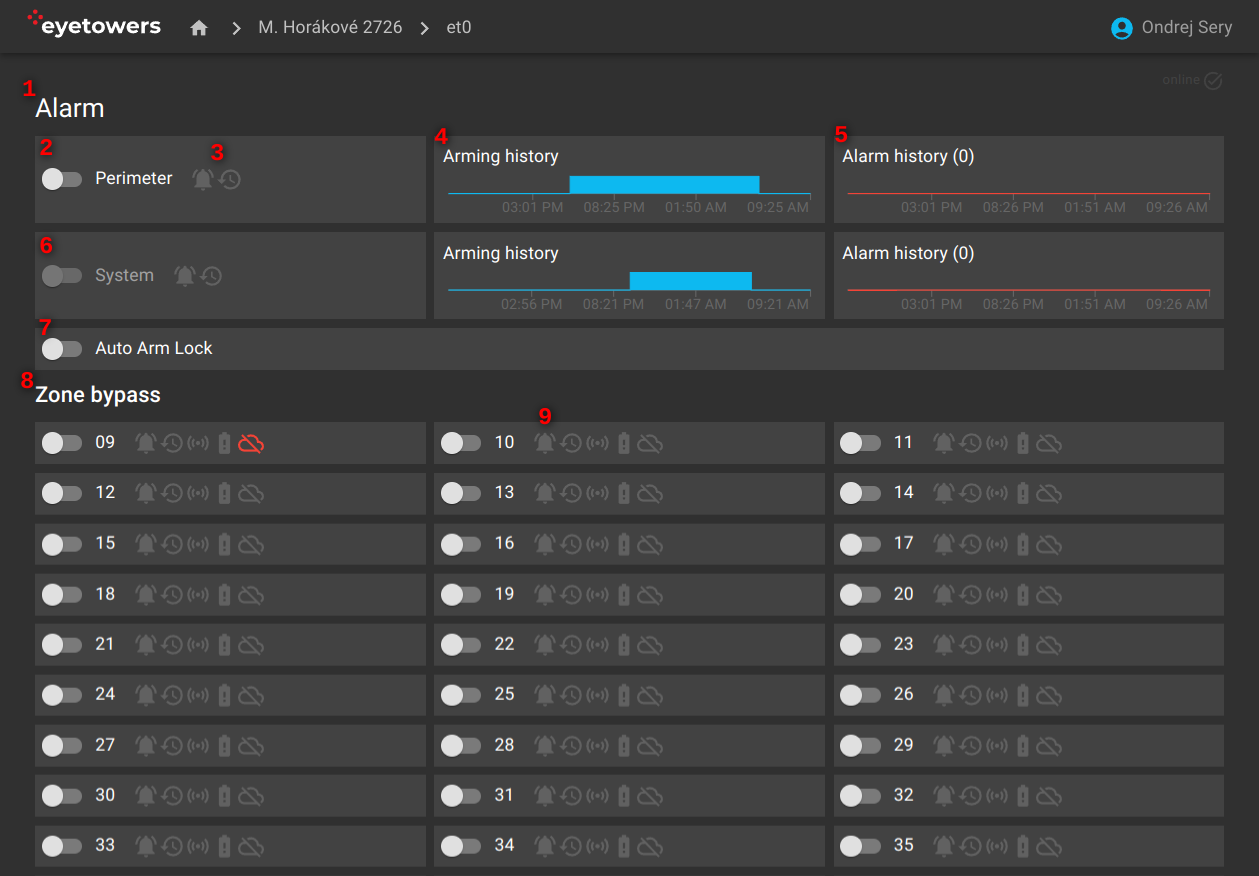 eyetowers M. Horákové 2726 et0 Ondrej Sery
online
1
Alarm
2 3 4 5
Perimeter Arming history Alarm history (0)
03:01 PM 08:25 PM 01:50 AM 09:25 AM 03:01 PM 08:26 PM 01:51 AM 09:26 AM
6
System Arming history Alarm history (0)
02:56 PM 08:21 PM 01:47 AM 09:21 AM 03:01 PM 08:26 PM 01:51 AM 09:26 AM
7
Auto Arm Lock
8
Zone bypass
9
09 10 11
12 13 14
15 16 17
18 19 20
21 22 23
24 25 26
27 28 29
30 31 32
33 34 35